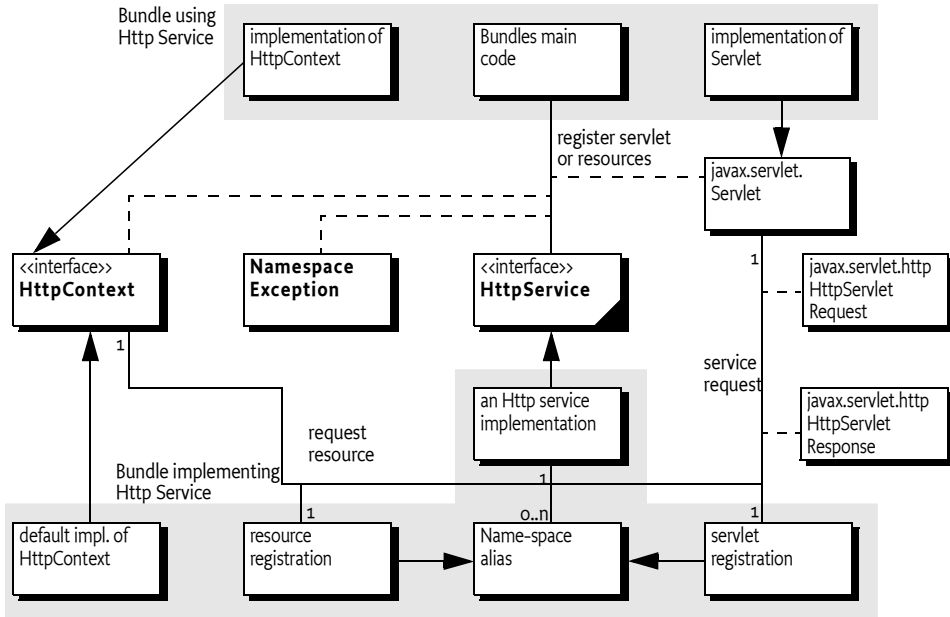 Bundle using
Http Service
implementation of
HttpContext
Bundles main
code
implementation of
Servlet
register servlet
or resources
javax.servlet.
Servlet
<<interface>>
HttpContext
Namespace
Exception
<<interface>>
HttpService
1
javax.servlet.http
HttpServlet
Request
1
service
request
an Http service
implementation
javax.servlet.http
HttpServlet
Response
request
resource
Bundle implementing
Http Service
1
1
0..n
1
default impl. of
HttpContext
resource
registration
Name-space
alias
servlet
registration